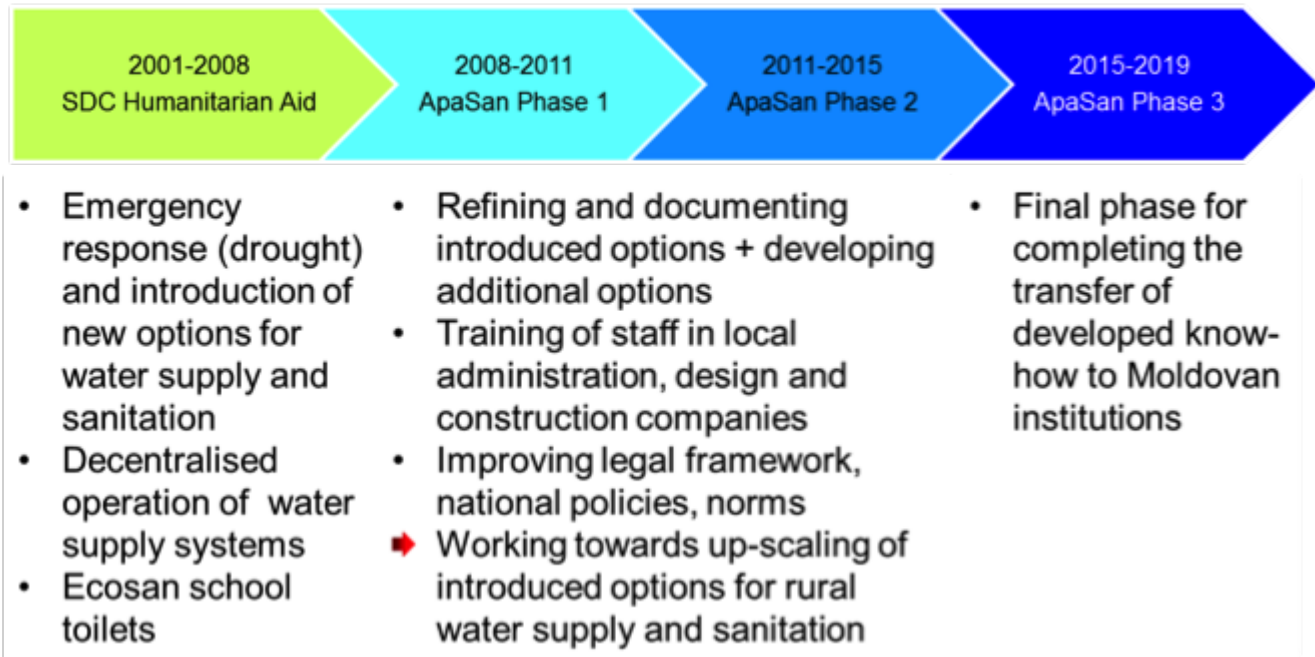 2001-2008
SDC Humanitarian Aid
2008-2011
ApaSan Phase 1
2011-2015
ApaSan Phase 2
2015-2019
ApaSan Phase 3
• Emergency
response (drought)
and introduction of
new options for
water supply and
sanitation
• Decentralised
operation of water
supply systems
• Ecosan school
toilets
• Refining and documenting
introduced options + developing
additional options
• Training of staff in local
administration, design and
construction companies
• Improving legal framework,
national policies, norms
Working towards up-scaling of
introduced options for rural
water supply and sanitation
• Final phase for
completing the
transfer of
developed know-
how to Moldovan
institutions